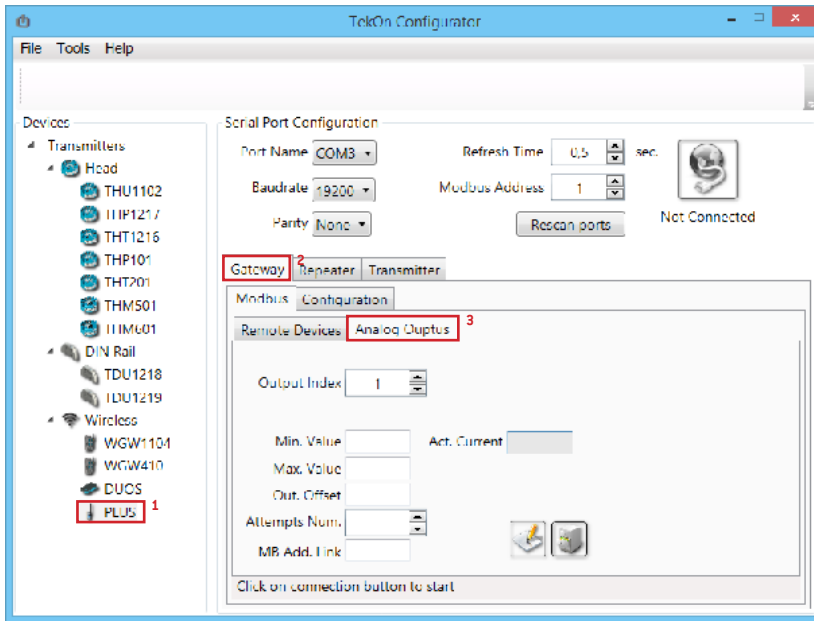 TekOn Configurator
File Tools Help
Devices
Transmitters
Head
THU1102
THP1217
THT1216
THP101
THT201
THM501
THM601
DIN Rail
TDU1218
TDU1219
Wireless
WGW1104
WGW410
DUOS
PLUS 1
Serial Port Configuration
Port Name COM3 Refresh Time 0,5 sec.
Baudrate 19200 Modbus Address 1
Parity None Rescan ports Not Connected
Gateway 2 Repeater Transmitter
Modbus Configuration
Remote Devices Analog Ouptus 3
Output Index 1
Min. Value Act. Current
Max. Value
Out. Offset
Attempts Num.
MB Add. Link
Click on connection button to start